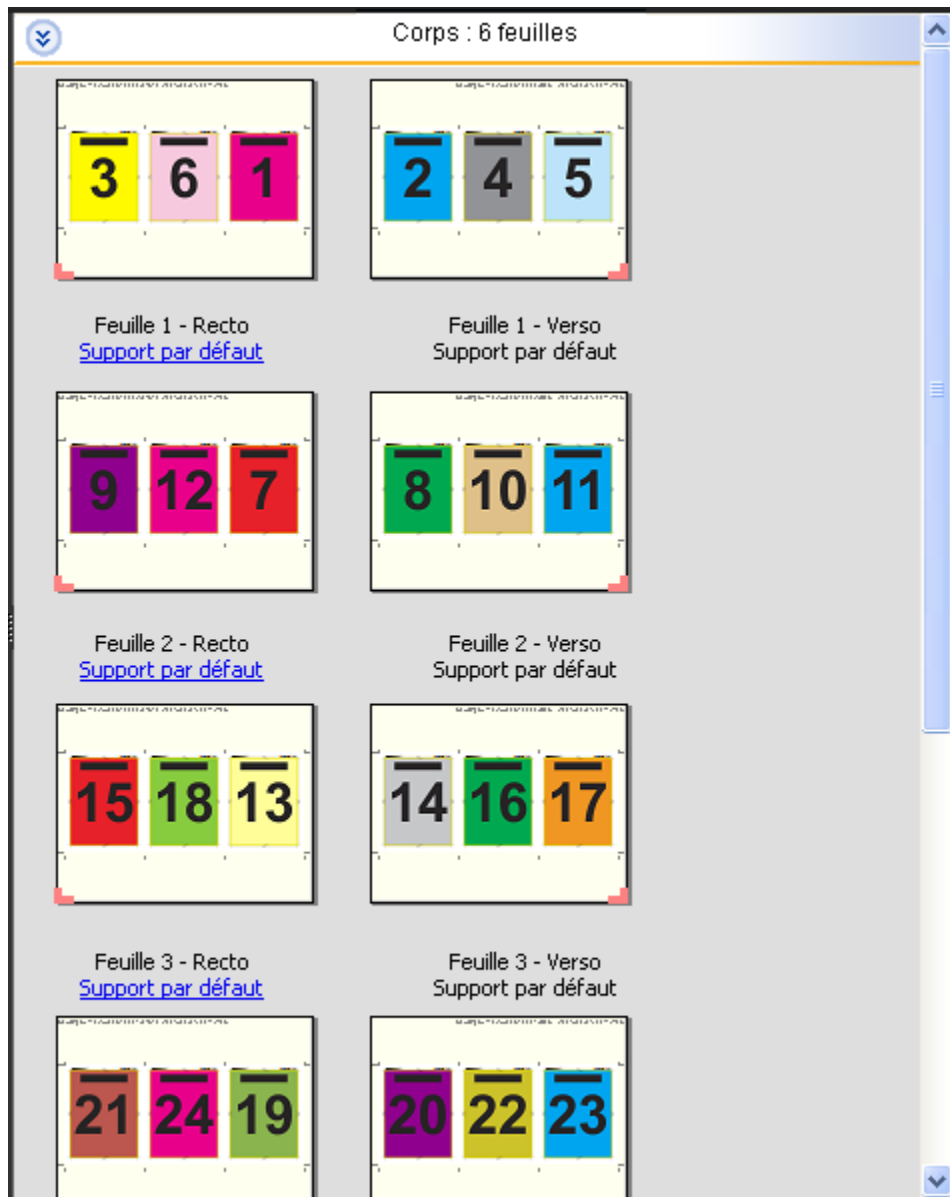 Corps : 6 feuilles
3 6 1 2 4 5
Feuille 1 - Recto Feuille 1 - Verso
Support par défaut Support par défaut
9 12 7 8 10 11
Feuille 2 - Recto Feuille 2 - Verso
Support par défaut Support par défaut
15 18 13 14 16 17
Feuille 3 - Recto Feuille 3 - Verso
Support par défaut Support par défaut
21 24 19 20 22 23